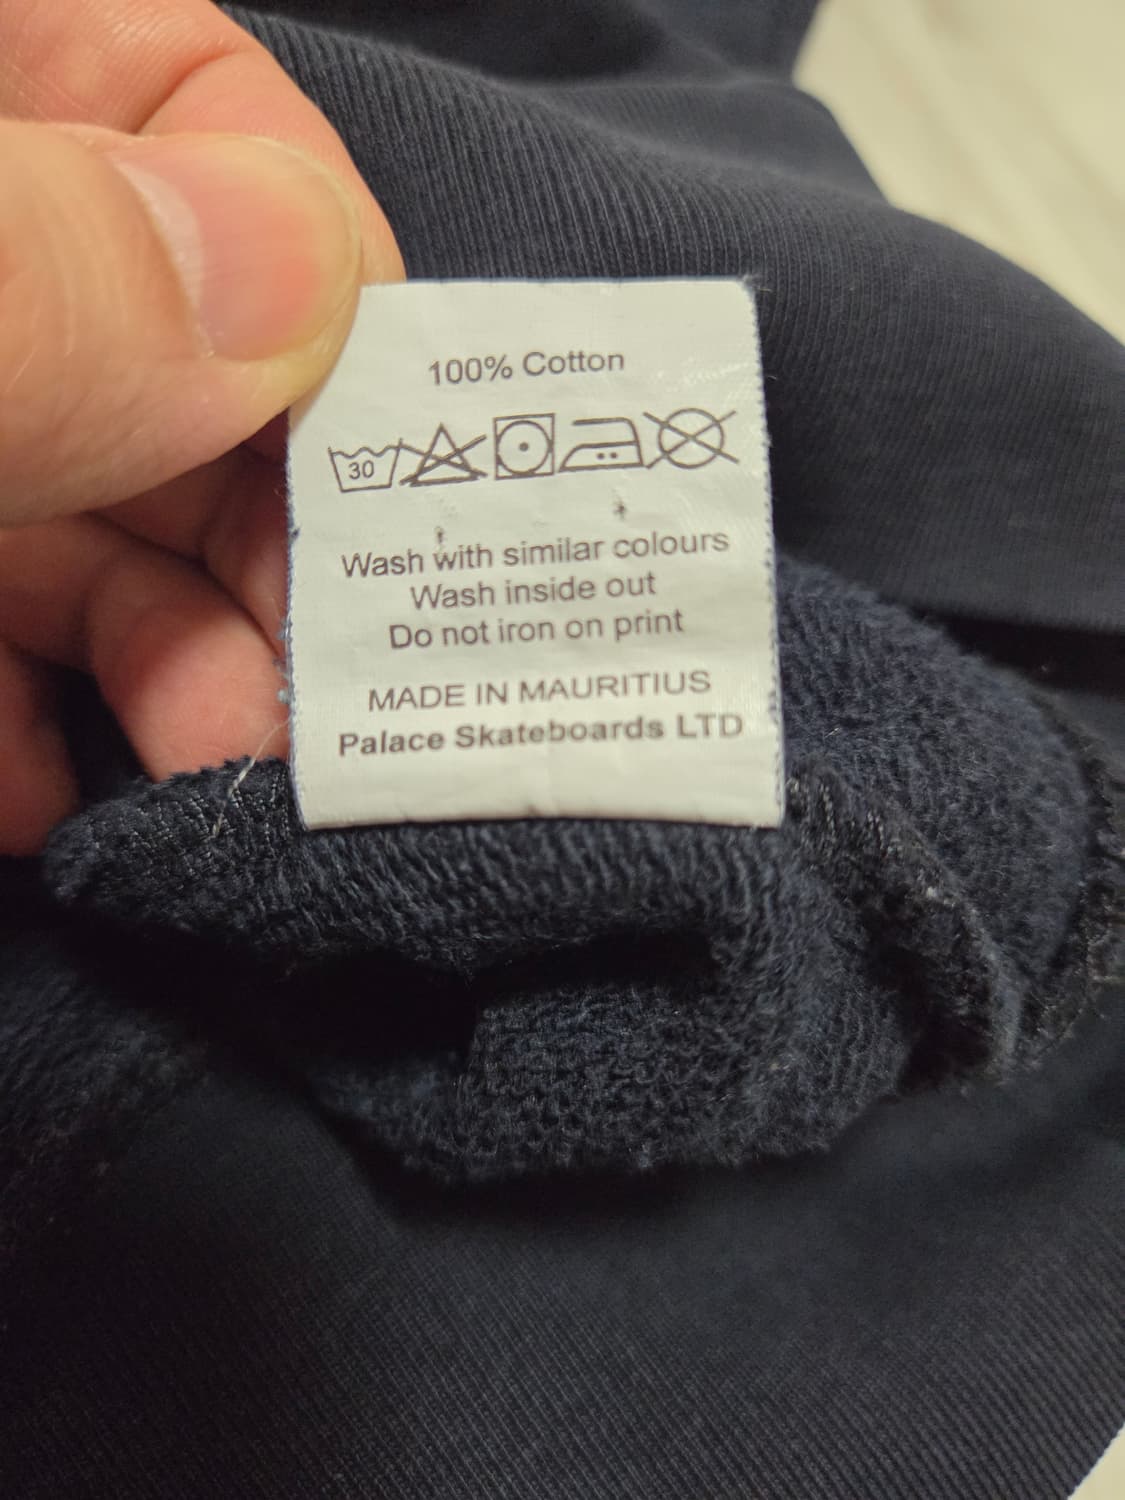 100% Cotton
30
Wash with similar colours
Wash inside out
Do not iron on print
MADE IN MAURITIUS
Palace Skateboards LTD